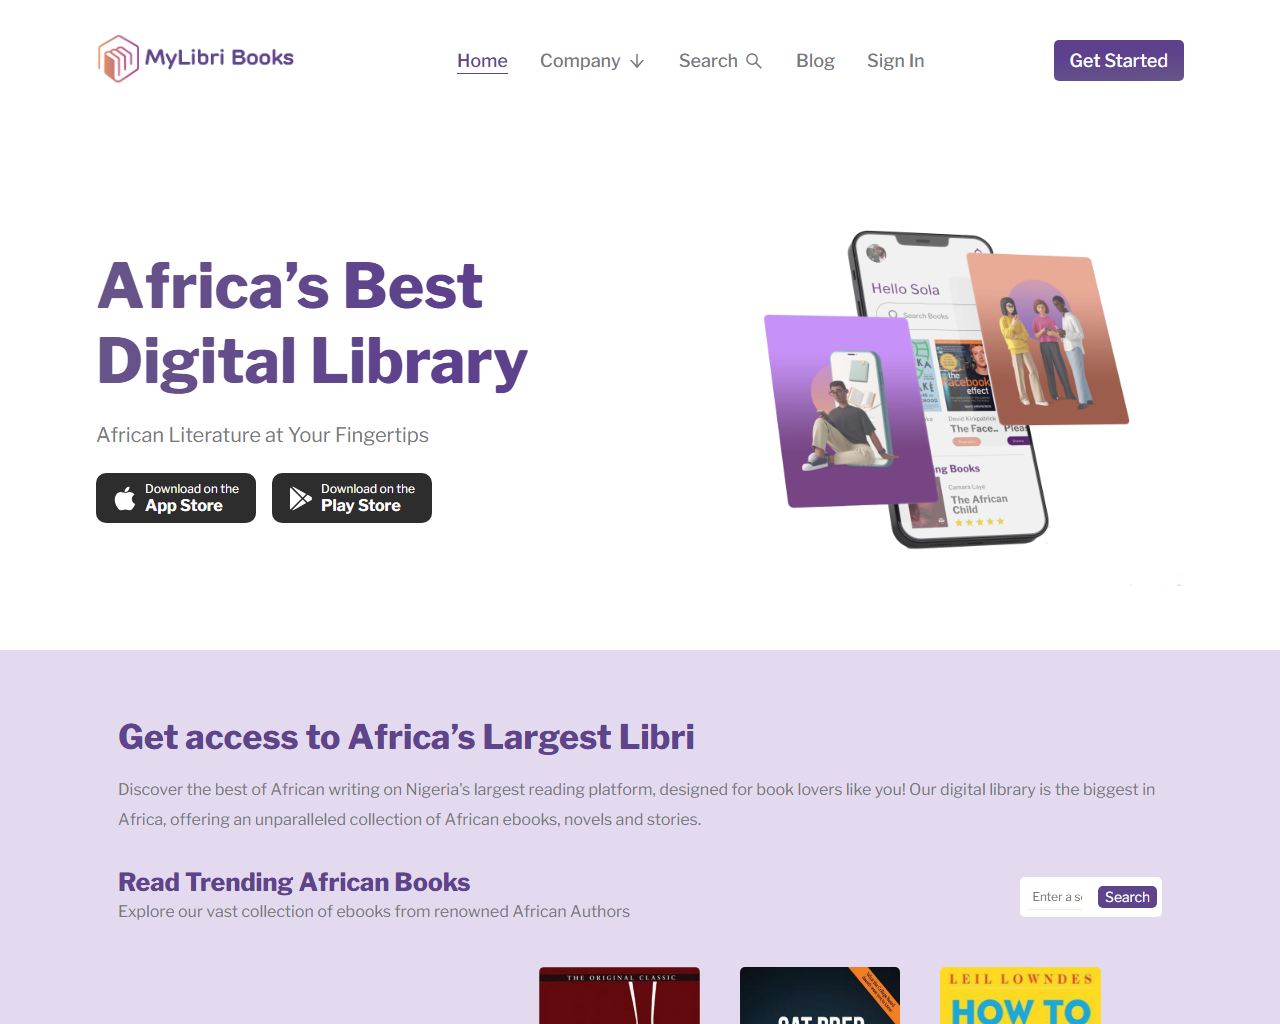 MyLibri Books
Home
Company
Search
Blog
Sign In
Get Started
Africa’s Best
Digital Library
African Literature at Your Fingertips
Download on the
App Store
Download on the
Play Store
Hello Sola
Search Books
the
facebook
effect
David Kirkpatrick
The Face..
Camara Laye
The African
Child
Get access to Africa’s Largest Libri
Discover the best of African writing on Nigeria's largest reading platform, designed for book lovers like you! Our digital library is the biggest in
Africa, offering an unparalleled collection of African ebooks, novels and stories.
Read Trending African Books
Explore our vast collection of ebooks from renowned African Authors
Enter a s
Search
THE ORIGINAL CLASSIC
LEIL LOWNDES
HOW TO